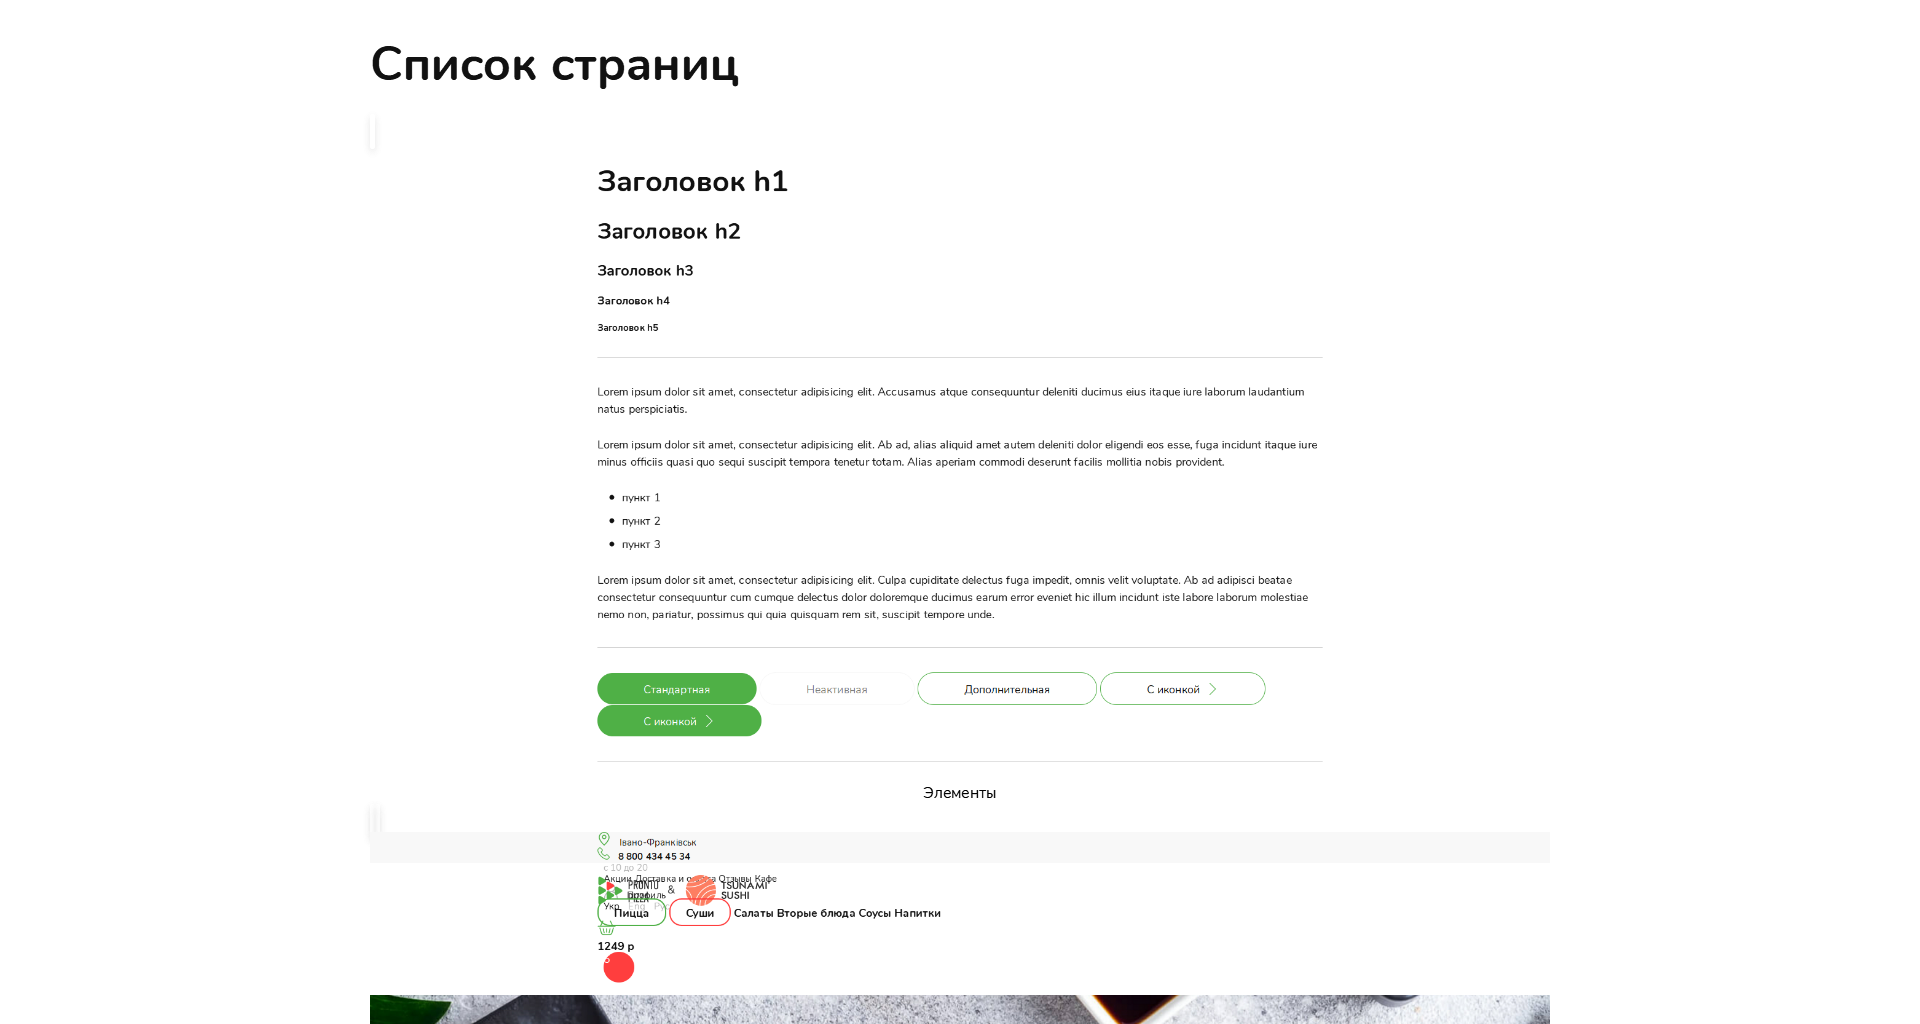 Список страниц
Заголовок h1
Заголовок h2
Заголовок h3
Заголовок h4
Заголовок h5
Lorem ipsum dolor sit amet, consectetur adipisicing elit. Accusamus atque consequuntur deleniti ducimus eius itaque iure laborum laudantium
natus perspiciatis.
Lorem ipsum dolor sit amet, consectetur adipisicing elit. Ab ad, alias aliquid amet autem deleniti dolor eligendi eos esse, fuga incidunt itaque iure
minus officiis quasi quo sequi suscipit tempora tenetur totam. Alias aperiam commodi deserunt facilis mollitia nobis provident.
пункт 1
пункт 2
пункт 3
Lorem ipsum dolor sit amet, consectetur adipisicing elit. Culpa cupiditate delectus fuga impedit, omnis velit voluptate. Ab ad adipisci beatae
consectetur consequuntur cum cumque delectus dolor doloremque ducimus earum error eveniet hic illum incidunt iste labore laborum molestiae
nemo non, pariatur, possimus qui quia quisquam rem sit, suscipit tempore unde.
Стандартная Неактивная Дополнительная С иконкой
С иконкой
Элементы
Івано-Франківськ
8 800 434 45 34
с 10 до 20
Акции Доставка и Отзывы Кафе
PRONTO & TSUNAMI
SUSHI
Укр Eng Рус
Пицца Суши Салаты Вторые блюда Соусы Напитки
1249 р